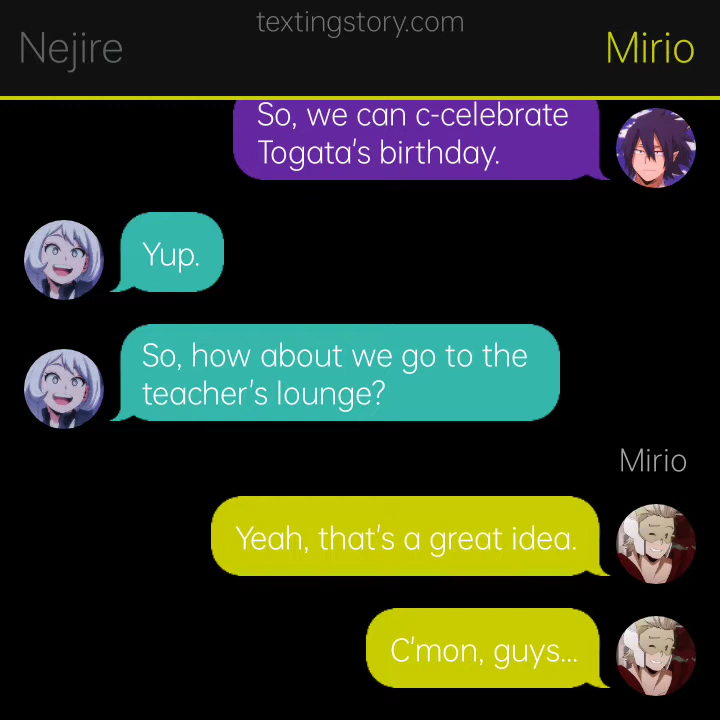 textingstory.com
Nejire
Mirio
So, we can c-celebrate
Togata's birthday.
Yup.
So, how about we go to the
teacher's lounge?
Mirio
Yeah, that's a great idea.
C'mon, guys...